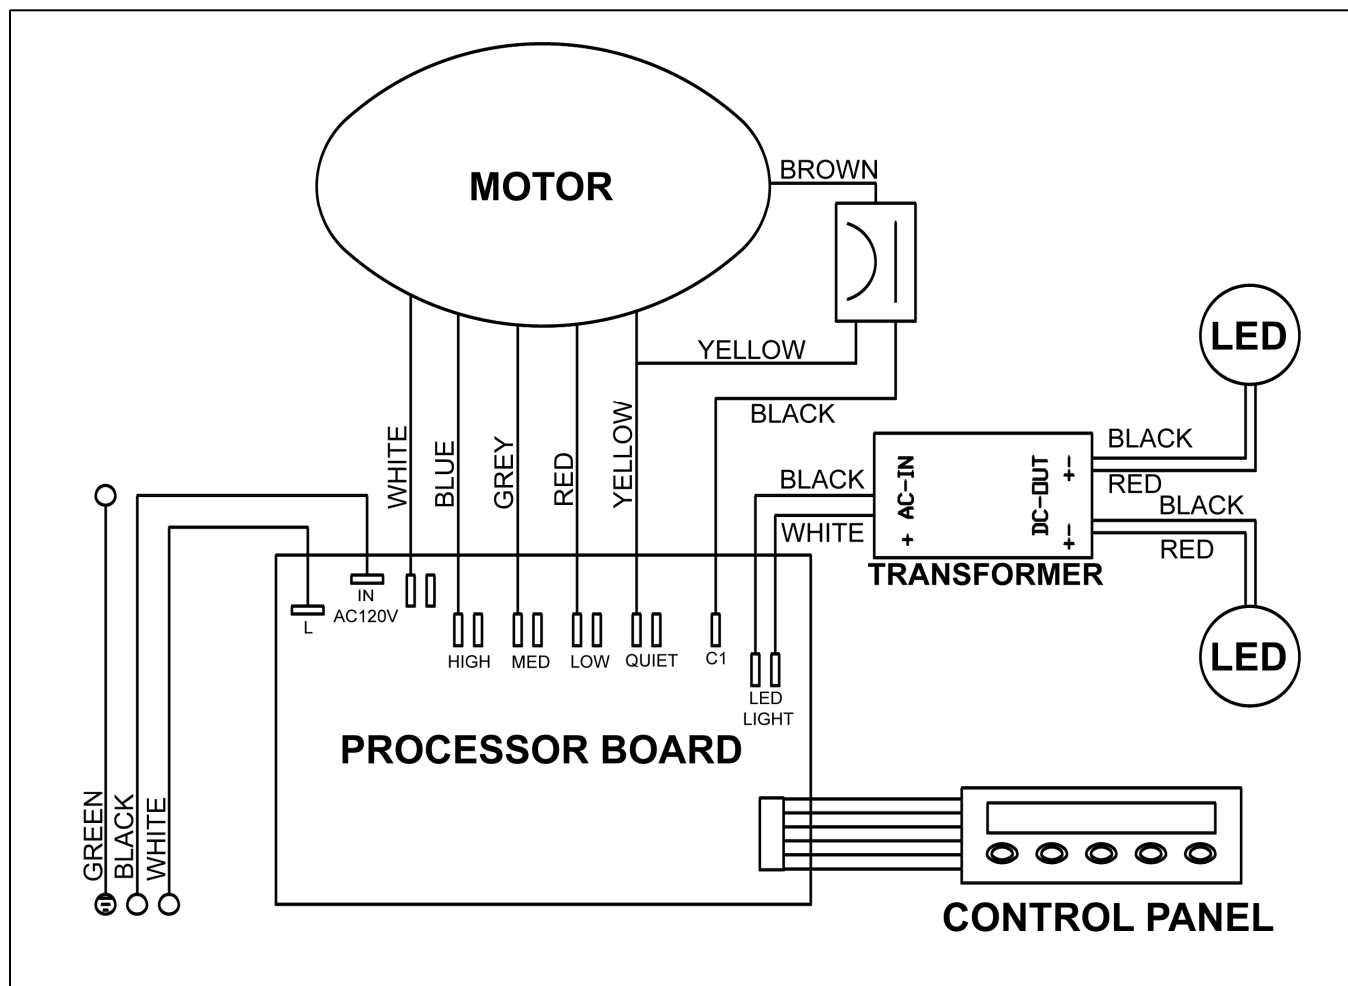 MOTOR
BROWN
YELLOW
BLACK
WHITE
BLUE
GREY
RED
YELLOW
LED
BLACK
RED
BLACK
RED
LED
BLACK
WHITE
+ AC-IN
DC-OUT
+-
+-
TRANSFORMER
L
IN
AC120V
HIGH
MED
LOW
QUIET
C1
LED
LIGHT
PROCESSOR BOARD
GREEN
BLACK
WHITE
CONTROL PANEL